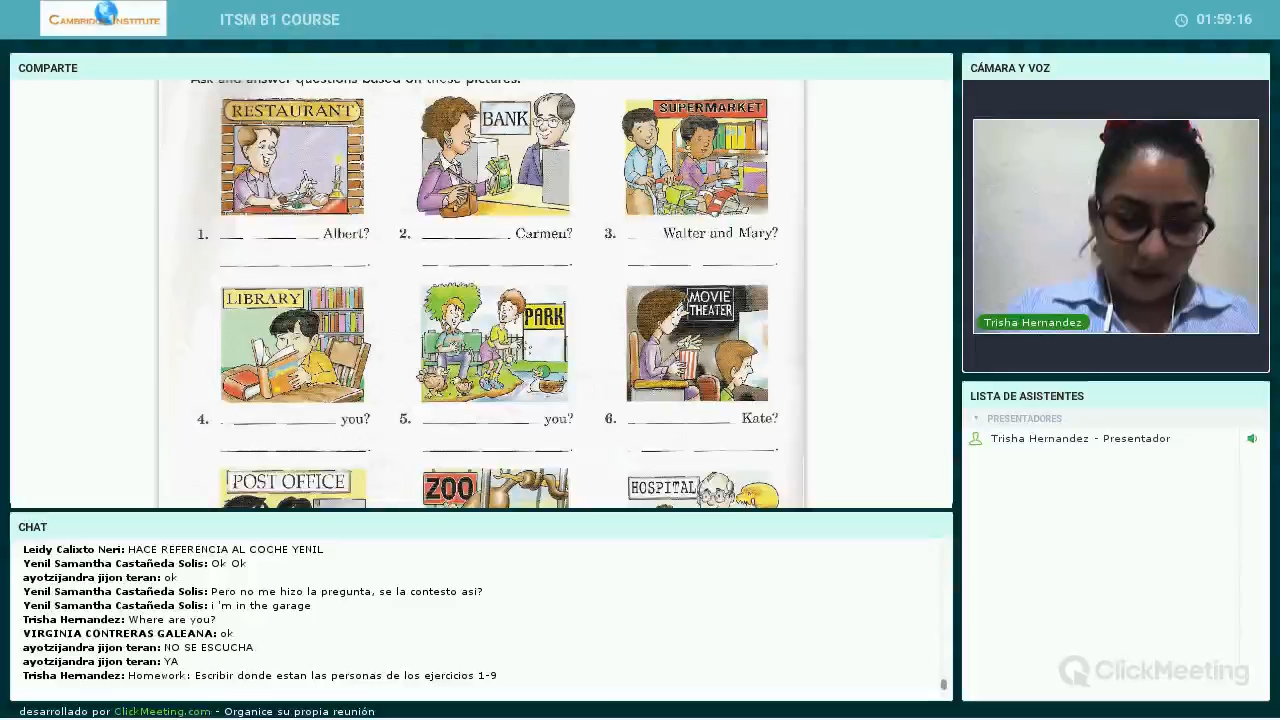 CAMBRIDGE INSTITUTE
ITSM B1 COURSE
01:59:16
COMPARTE
Ask and answer questions based on these pictures.
RESTAURANT
BANK
SUPERMARKET
1. Albert?
2. Carmen?
3. Walter and Mary?
LIBRARY
PARK
MOVIE
THEATER
4. you?
5. you?
6. Kate?
POST OFFICE
ZOO
HOSPITAL
CÁMARA Y VOZ
Trisha Hernandez
LISTA DE ASISTENTES
PRESENTADORES
Trisha Hernandez - Presentador
CHAT
Leidy Calixto Neri: HACE REFERENCIA AL COCHE YENIL
Yenil Samantha Castañeda Solis: Ok Ok
ayotzijandra jijon teran: ok
Yenil Samantha Castañeda Solis: Pero no me hizo la pregunta, se la contesto asi?
Yenil Samantha Castañeda Solis: i 'm in the garage
Trisha Hernandez: Where are you?
VIRGINIA CONTRERAS GALEANA: ok
ayotzijandra jijon teran: NO SE ESCUCHA
ayotzijandra jijon teran: YA
Trisha Hernandez: Homework: Escribir donde estan las personas de los ejercicios 1-9
ClickMeeting
desarrollado por ClickMeeting.com - Organice su propia reunión